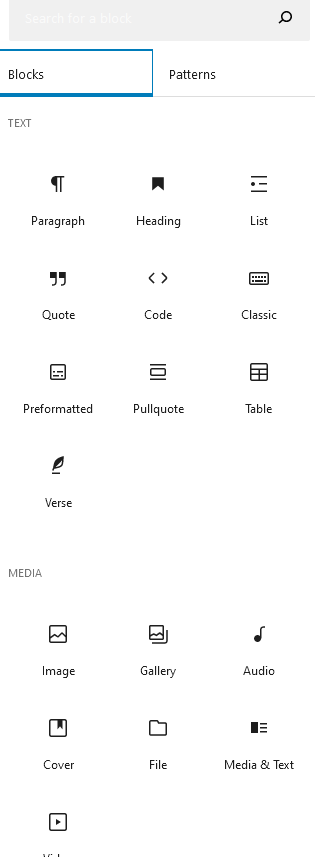 Search for a block
Blocks Patterns
TEXT
Paragraph Heading List
Quote Code Classic
Preformatted Pullquote Table
Verse
MEDIA
Image Gallery Audio
Cover File Media & Text